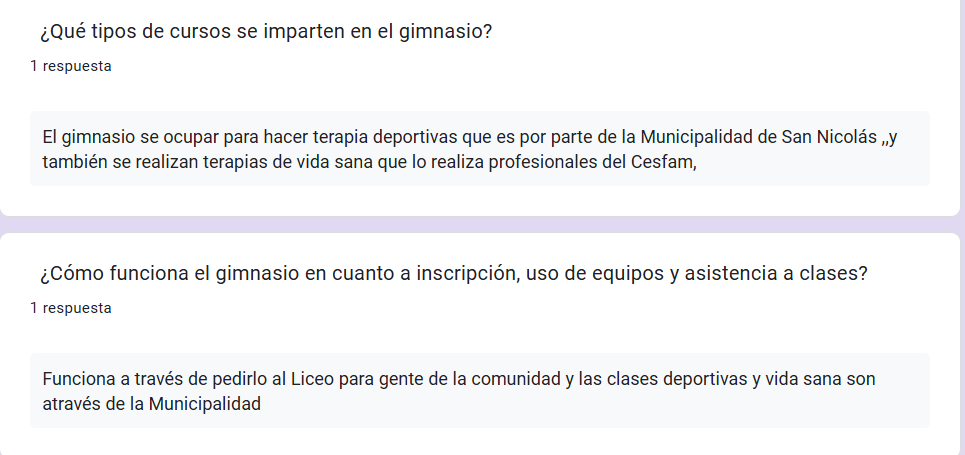 ¿Qué tipos de cursos se imparten en el gimnasio?
1 respuesta
El gimnasio se ocupar para hacer terapia deportivas que es por parte de la Municipalidad de San Nicolás ,,y
también se realizan terapias de vida sana que lo realiza profesionales del Cesfam,
¿Cómo funciona el gimnasio en cuanto a inscripción, uso de equipos y asistencia a clases?
1 respuesta
Funciona a través de pedirlo al Liceo para gente de la comunidad y las clases deportivas y vida sana son
através de la Municipalidad